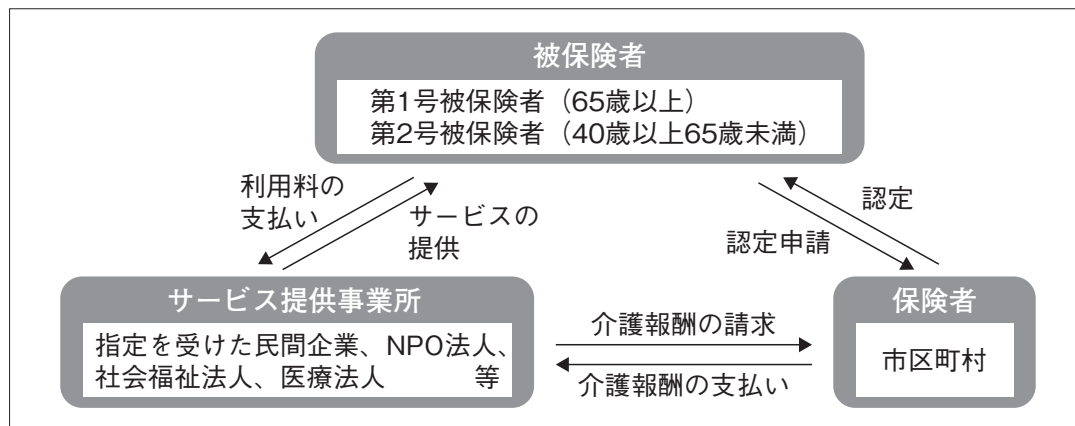 被保険者
第1号被保険者（65歳以上）
第2号被保険者（40歳以上65歳未満）
利用料の
支払い
サービスの
提供
認定
認定申請
サービス提供事業所
指定を受けた民間企業、NPO法人、
社会福祉法人、医療法人　　　等
介護報酬の請求
介護報酬の支払い
保険者
市区町村